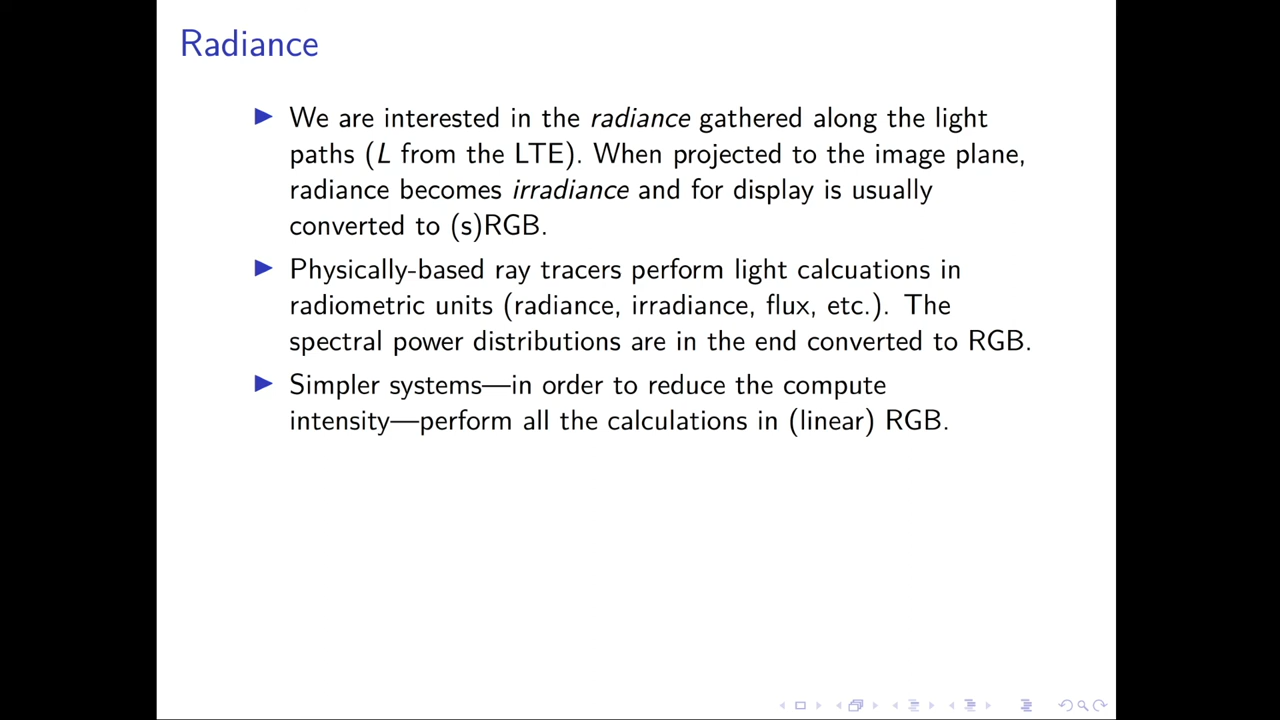 Radiance
We are interested in the radiance gathered along the light
paths (L from the LTE). When projected to the image plane,
radiance becomes irradiance and for display is usually
converted to (s)RGB.
Physically-based ray tracers perform light calcuations in
radiometric units (radiance, irradiance, flux, etc.). The
spectral power distributions are in the end converted to RGB.
Simpler systems—in order to reduce the compute
intensity—perform all the calculations in (linear) RGB.